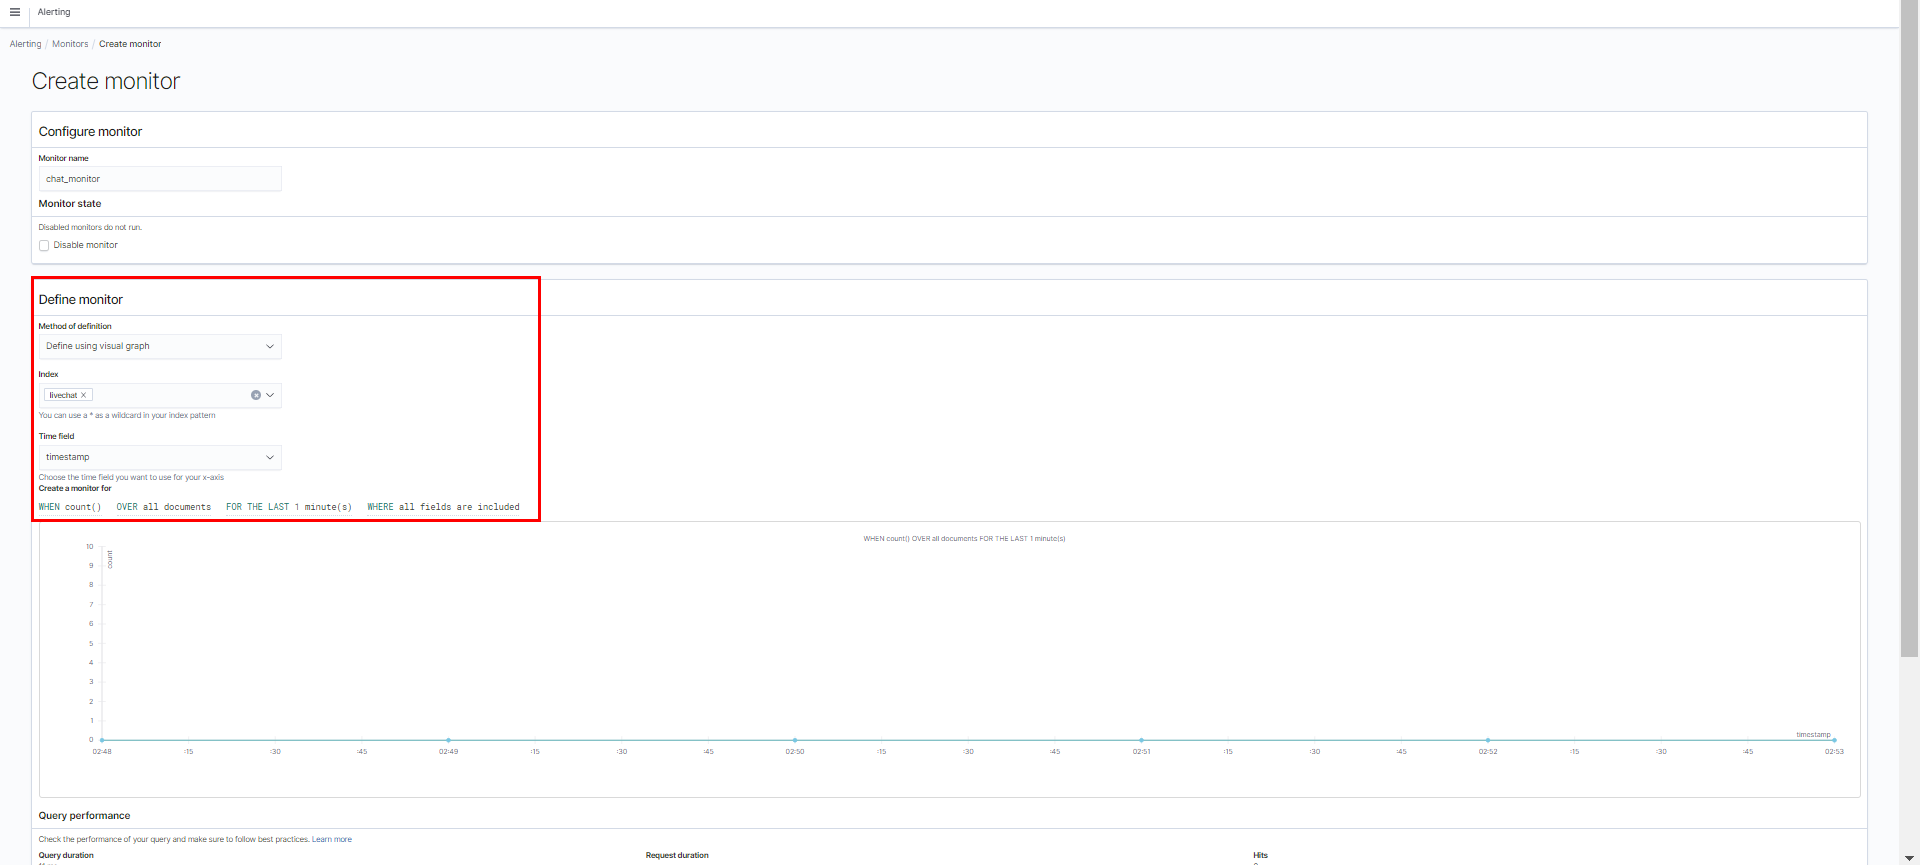 Alerting
Alerting / Monitors / Create monitor
Create monitor
Configure monitor
Monitor name
chat_monitor
Monitor state
Disabled monitors do not run.
Disable monitor
Define monitor
Method of definition
Define using visual graph
Index
livechat
You can use a * as a wildcard in your index pattern
Time field
timestamp
Choose the time field you want to use for your x-axis
Create a monitor for
WHEN count() OVER all documents FOR THE LAST 1 minute(s) WHERE all fields are included
WHEN count() OVER all documents FOR THE LAST 1 minute(s)
count
10
9
8
7
6
5
4
3
2
1
0
timestamp
02:48 :15 :30 :45 02:49 :15 :30 :45 02:50 :15 :30 :45 02:51 :15 :30 :45 02:52 :15 :30 :45 02:53
Query performance
Check the performance of your query and make sure to follow best practices. Learn more
Query duration Request duration Hits